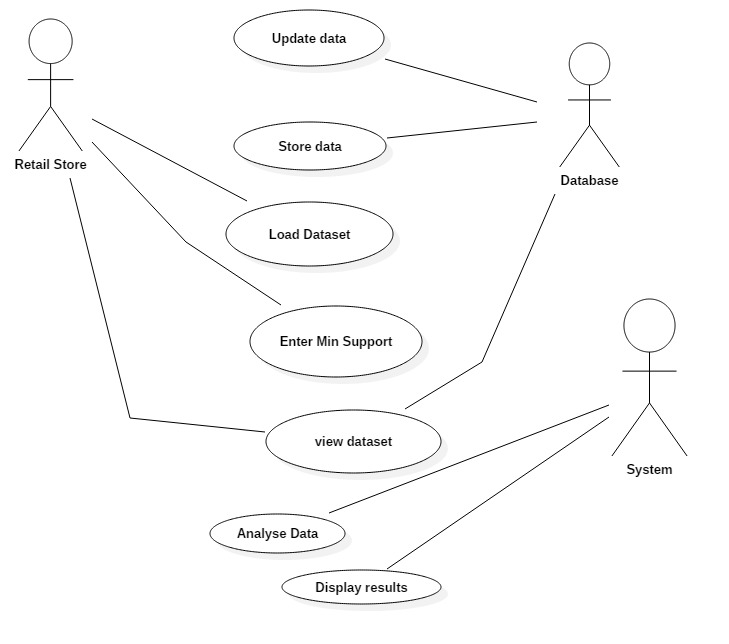 Update data
Store data
Retail Store
Database
Load Dataset
Enter Min Support
view dataset
System
Analyse Data
Display results